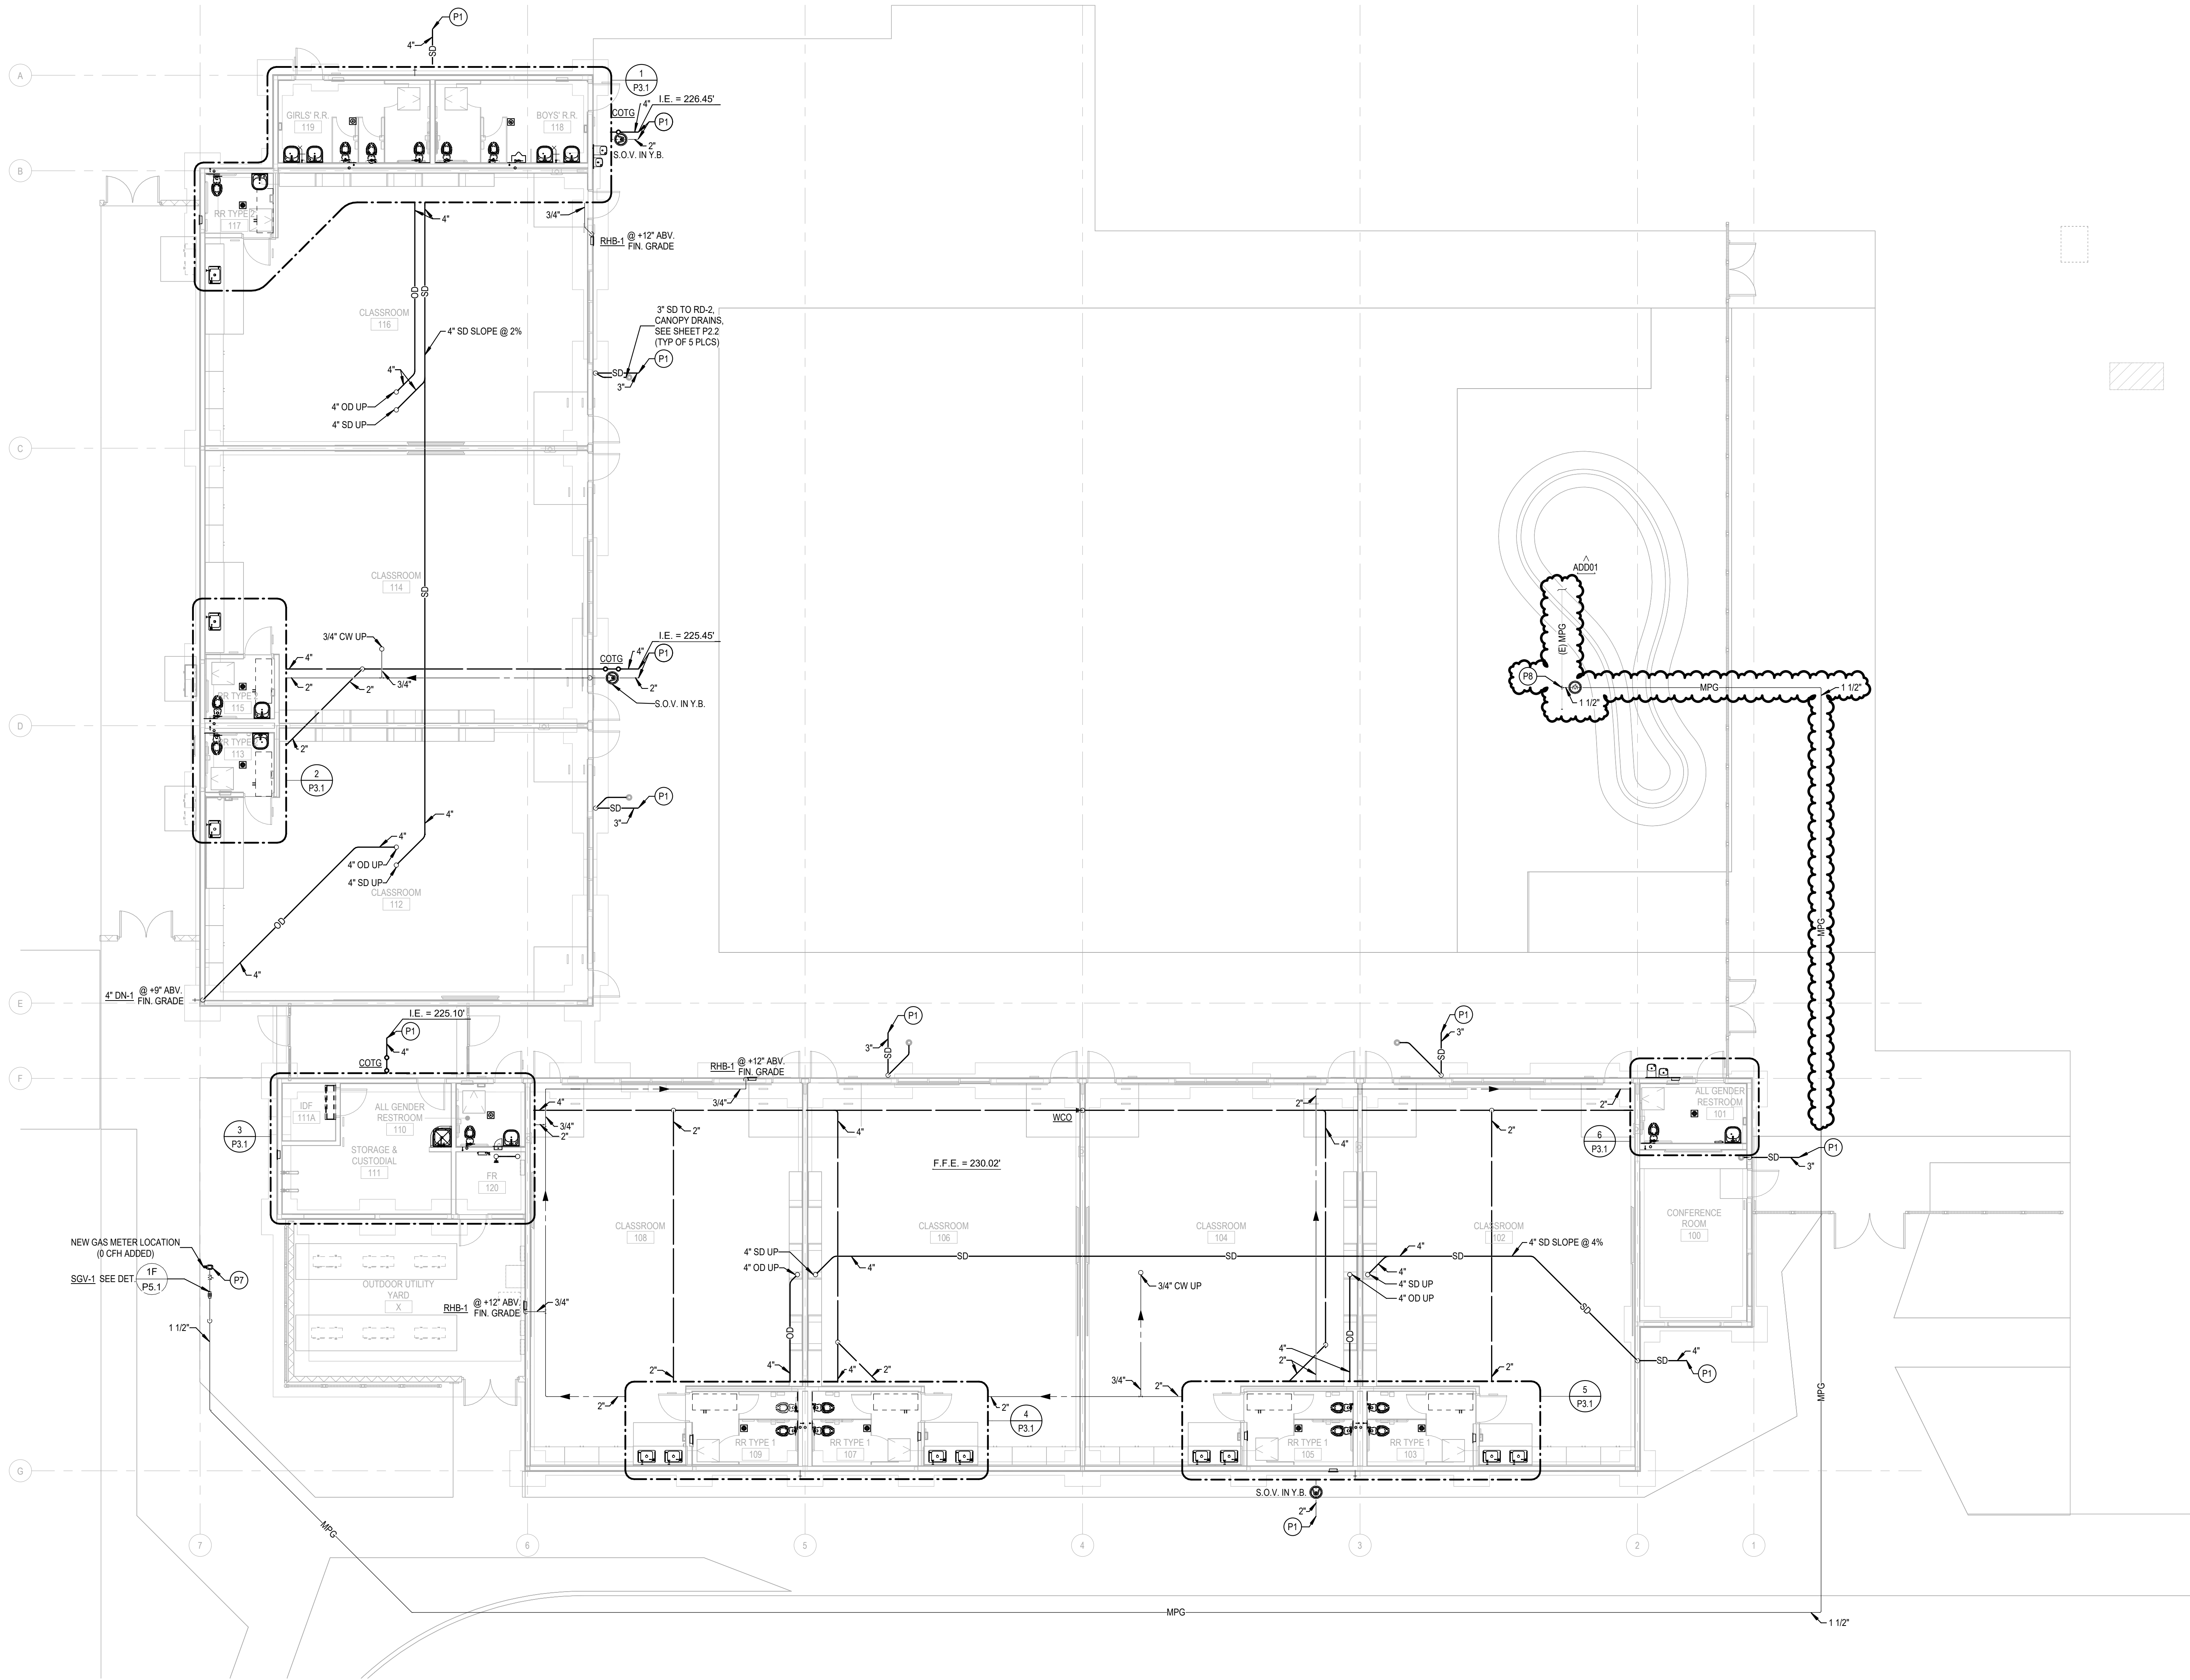 P1
4"
SD
A
1
P3.1
I.E. = 226.45'
4"
COTG
P1
2"
S.O.V. IN Y.B.
GIRLS' R.R.
119
BOYS' R.R.
118
B
RR TYPE 2
117
4"
3/4"
RHB-1
@ +12" ABV.
FIN. GRADE
OD
SD
CLASSROOM
116
4" SD SLOPE @ 2%
3" SD TO RD-2,
CANOPY DRAINS,
SEE SHEET P2.2
(TYP OF 5 PLCS)
P1
SD
3"
4"
4" OD UP
4" SD UP
C
CLASSROOM
114
SD
ADD01
(E) MPG
P8
MPG
1 1/2"
1 1/2"
3/4" CW UP
I.E. = 225.45'
P1
COTG
4"
4"
2"
3/4"
2"
2"
S.O.V. IN Y.B.
RR TYPE
115
D
RR TYPE
113
2"
2
P3.1
P1
SD
3"
4"
4"
4" OD UP
4" SD UP
CLASSROOM
112
OD
4"
MPG
4" DN-1
@ +9" ABV.
FIN. GRADE
E
I.E. = 225.10'
P1
4"
COTG
P1
3"
SD
P1
3"
SD
RHB-1
@ +12" ABV.
FIN. GRADE
F
3/4"
IDF
111A
ALL GENDER
RESTROOM
110
4"
3/4"
2"
2"
4"
WCO
2"
4"
2"
2"
ALL GENDER
RESTROOM
101
3
P3.1
6
P3.1
STORAGE &
CUSTODIAL
111
FR
120
F.F.E. = 230.02'
P1
SD
3"
CLASSROOM
108
CLASSROOM
106
CLASSROOM
104
CLASSROOM
102
CONFERENCE
ROOM
100
NEW GAS METER LOCATION
(0 CFH ADDED)
P7
SGV-1
SEE DET.
1F
P5.1
4" SD UP
4" OD UP
SD
4"
SD
SD
4"
4"
4" SD SLOPE @ 4%
4" SD UP
4" OD UP
3/4" CW UP
OUTDOOR UTILITY
YARD
X
RHB-1
@ +12" ABV.
FIN. GRADE
3/4"
1 1/2"
SD
OD
OD
4"
2"
SD
4"
P1
2"
4"
4"
2"
3/4"
2"
2"
MPG
2"
2"
4
P3.1
5
P3.1
RR TYPE 1
109
RR TYPE 1
107
RR TYPE 1
105
RR TYPE 1
103
G
S.O.V. IN Y.B.
2"
P1
MPG
7
6
5
4
3
2
1
MPG
1 1/2"